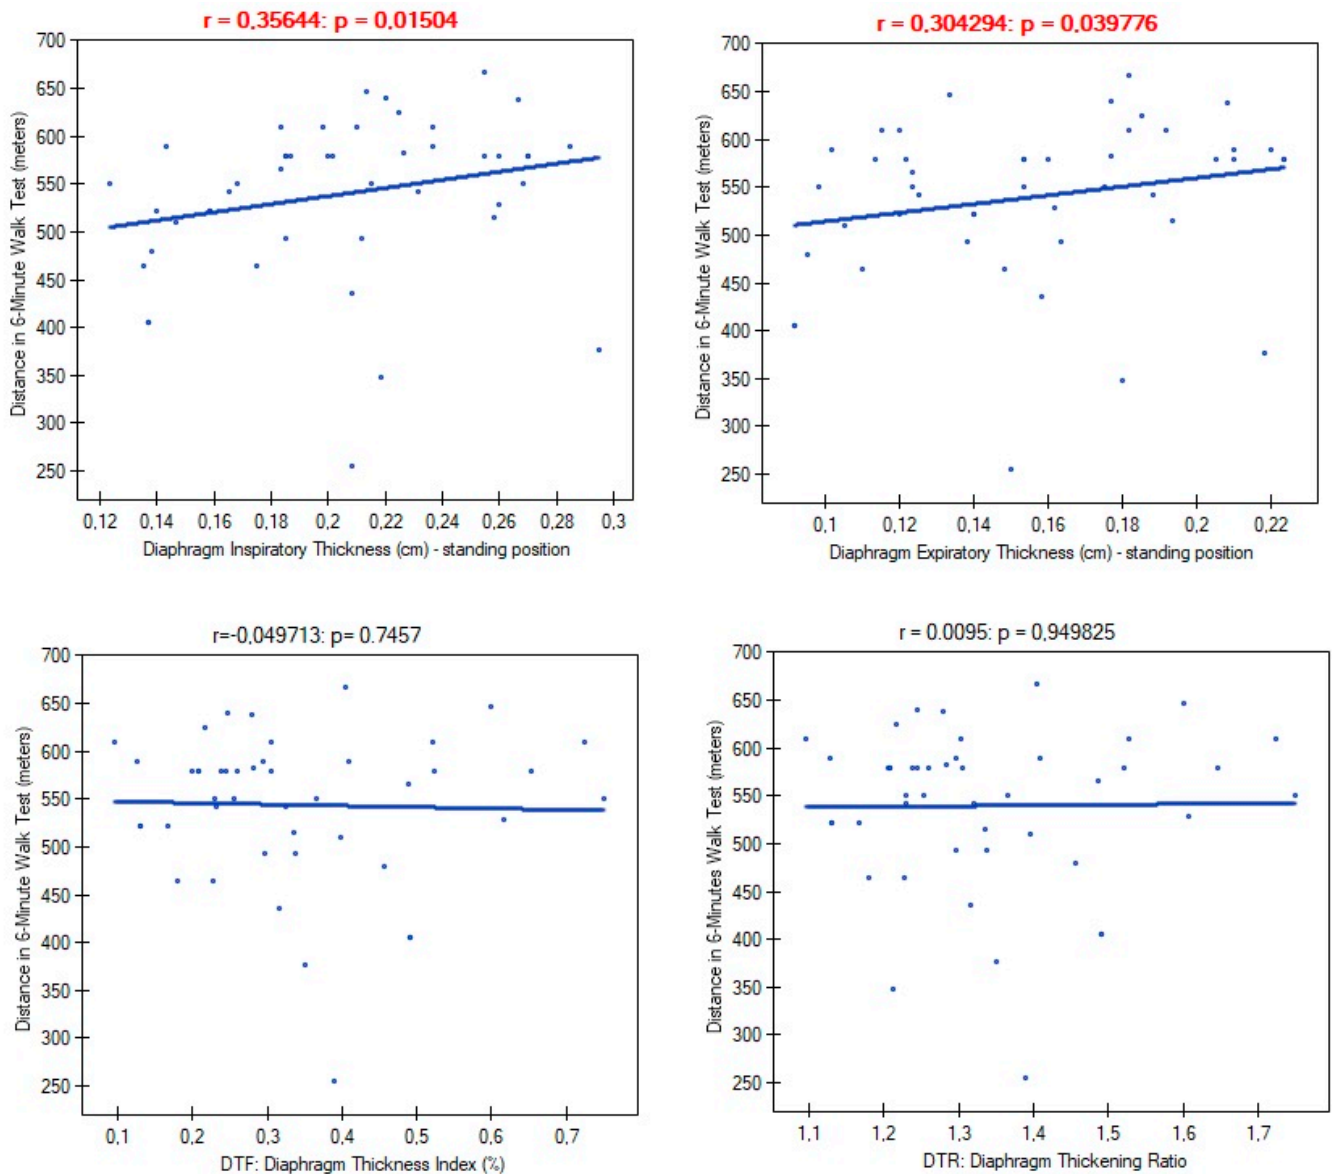 r = 0,35644: p = 0,01504
700
650
600
550
500
450
400
350
300
250
Distance in 6-Minute Walk Test (meters)
0,12 0,14 0,16 0,18 0,2 0,22 0,24 0,26 0,28 0,3
Diaphragm Inspiratory Thickness (cm) - standing position
r = 0,304294: p = 0,039776
700
650
600
550
500
450
400
350
300
250
Distance in 6-Minute Walk Test (meters)
0,1 0,12 0,14 0,16 0,18 0,2 0,22
Diaphragm Expiratory Thickness (cm) - standing position
r=-0,049713: p= 0.7457
700
650
600
550
500
450
400
350
300
250
Distance in 6-Minute Walk Test (meters)
0,1 0,2 0,3 0,4 0,5 0,6 0,7
DTF: Diaphragm Thickness Index (%)
r = 0.0095: p = 0,949825
700
650
600
550
500
450
400
350
300
250
Distance in 6-Minutes Walk Test (meters)
1,1 1,2 1,3 1,4 1,5 1,6 1,7
DTR: Diaphragm Thickening Ratio